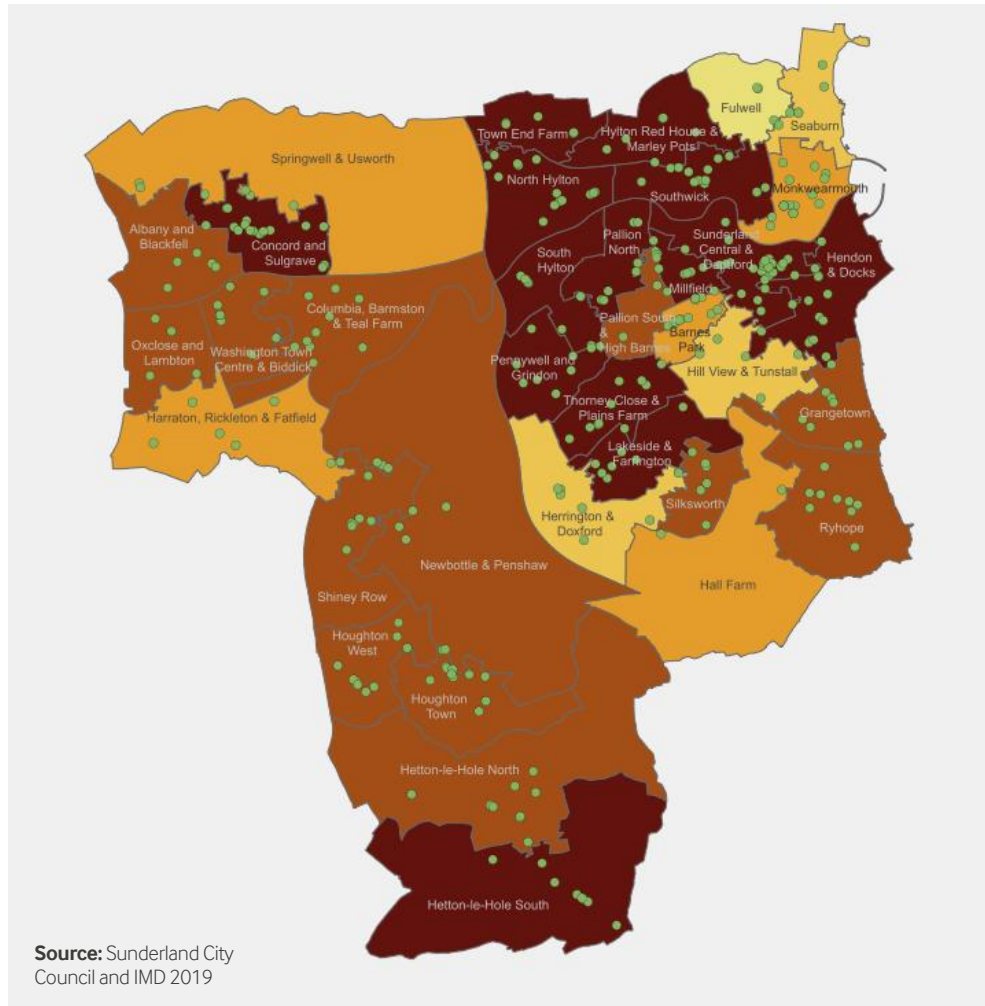 Fulwell
Seaburn
Town End Farm
Hylton Red House &
Marley Pots
Springwell & Usworth
North Hylton
Monkwearmouth
Southwick
Albany and
Blackfell
Concord and
Sulgrave
South
Hylton
Pallion
North
Sunderland
Central &
Deptford
Hendon
& Docks
Millfield
Columbia, Barmston
& Teal Farm
Pallion South
&
High Barnes
Barnes
Park
Oxclose and
Lambton
Washington Town
Centre & Biddick
Pennywell and
Grindon
Hill View & Tunstall
Thorney Close &
Plains Farm
Grangetown
Harraton, Rickleton & Fatfield
Lakeside &
Farrington
Silksworth
Herrington &
Doxford
Ryhope
Newbottle & Penshaw
Hall Farm
Shiney Row
Houghton
West
Houghton
Town
Hetton-le-Hole North
Hetton-le-Hole South
Source: Sunderland City
Council and IMD 2019